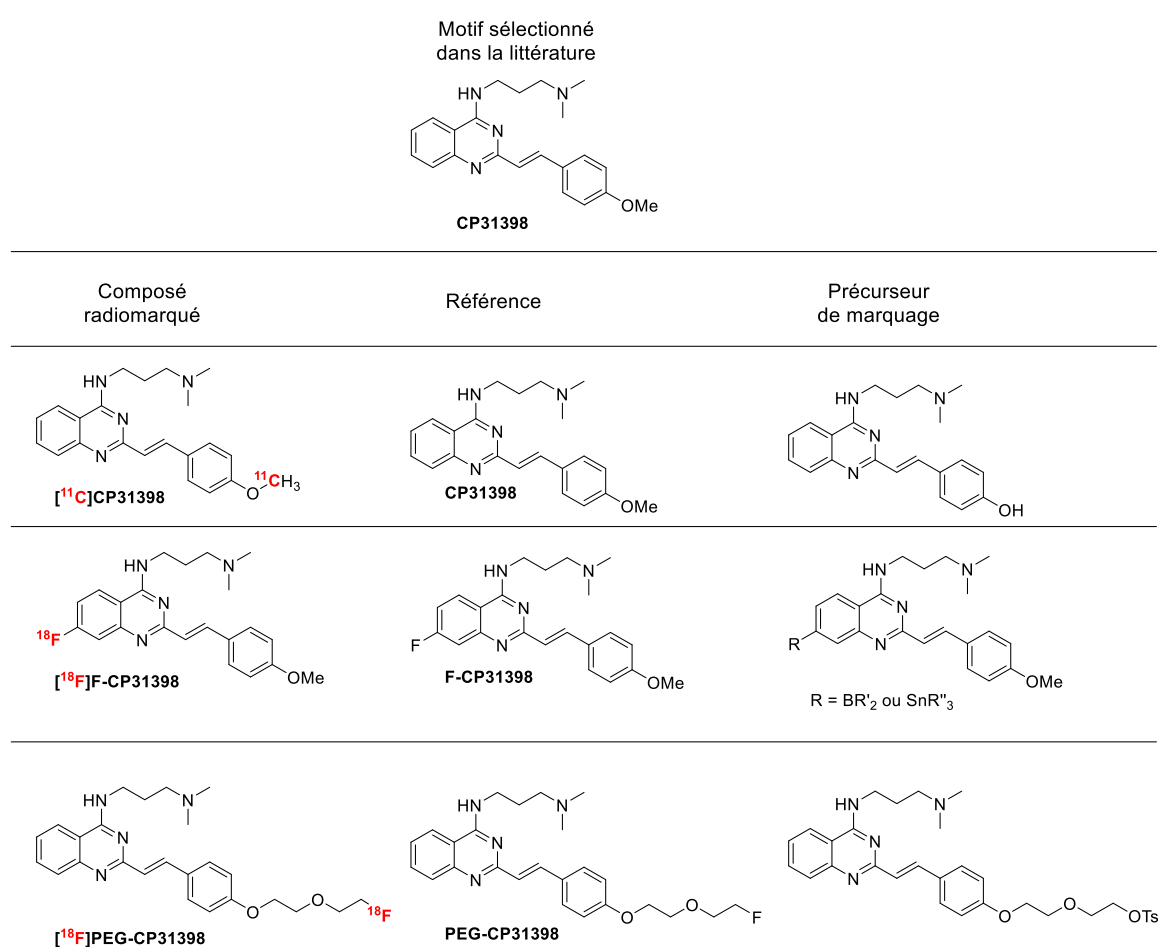 Motif sélectionné
dans la littérature
HN
N
N
N
OMe
CP31398
Composé
radiomarqué
Référence
Précurseur
de marquage
HN
N
N
N
O
¹¹CH₃
[¹¹C]CP31398
HN
N
N
N
OMe
CP31398
HN
N
N
N
OH
HN
N
N
N
¹⁸F
OMe
[¹⁸F]F-CP31398
HN
N
N
N
F
OMe
F-CP31398
HN
N
N
N
R
OMe
R = BR'₂ ou SnR"₃
HN
N
N
N
O
O
¹⁸F
[¹⁸F]PEG-CP31398
HN
N
N
N
O
O
F
PEG-CP31398
HN
N
N
N
O
O
OTs